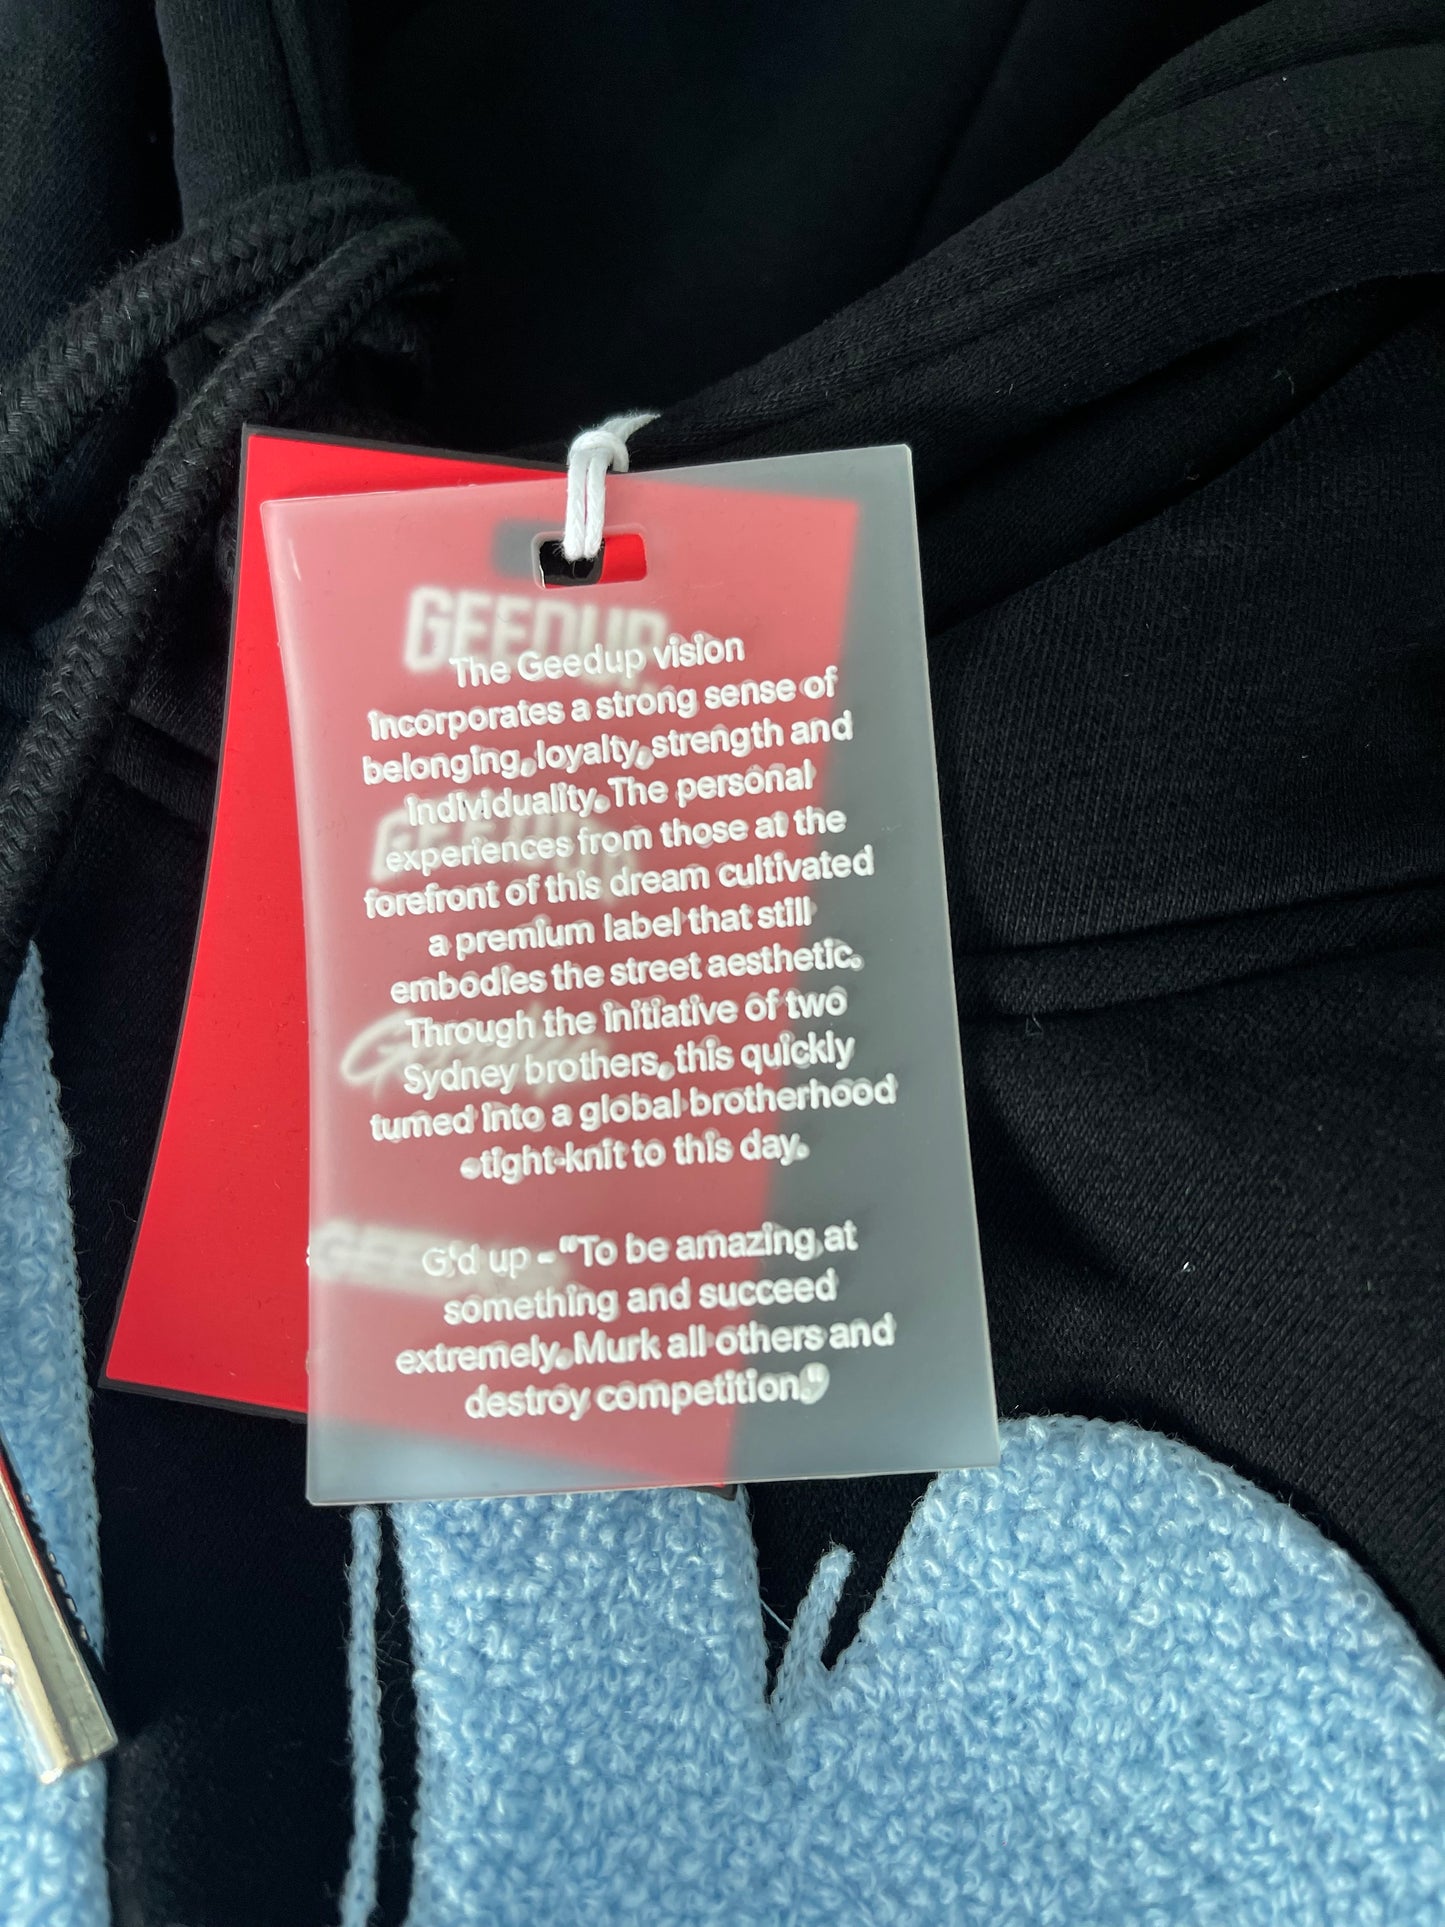 GEEDUP
The Geedup vision
incorporates a strong sense of
belonging, loyalty, strength and
individuality. The personal
experiences from those at the
forefront of this dream cultivated
a premium label that still
embodies the street aesthetic.
Through the initiative of two
Sydney brothers, this quickly
turned into a global brotherhood
- tight-knit to this day.
G'd up - "To be amazing at
something and succeed
extremely. Murk all others and
destroy competition."